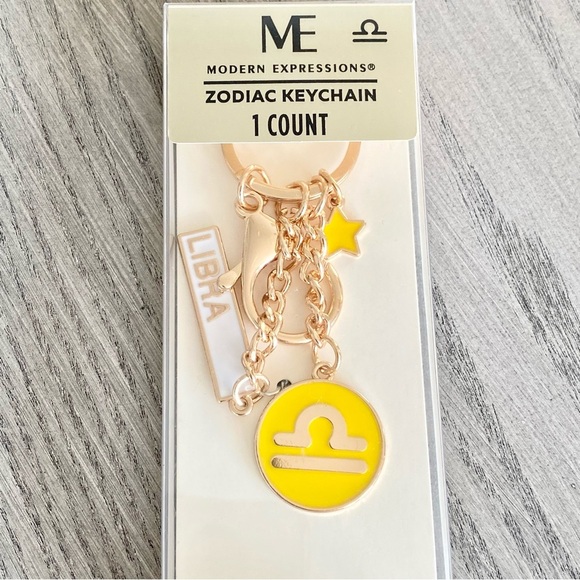 ME ♎
MODERN EXPRESSIONS®
ZODIAC KEYCHAIN
1 COUNT
LIBRA